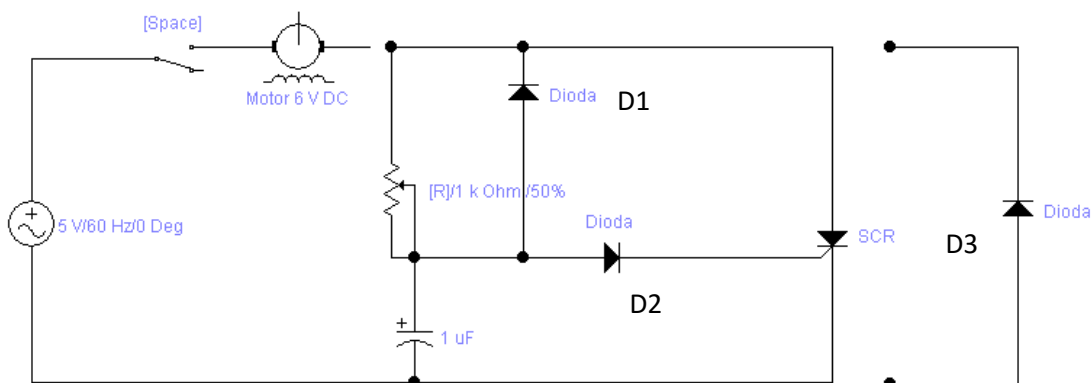 [Space]
Motor 6 V DC
Dioda
D1
[R]/1 k Ohm /50%
5 V/60 Hz/0 Deg
Dioda
SCR
Dioda
D2
D3
1 uF